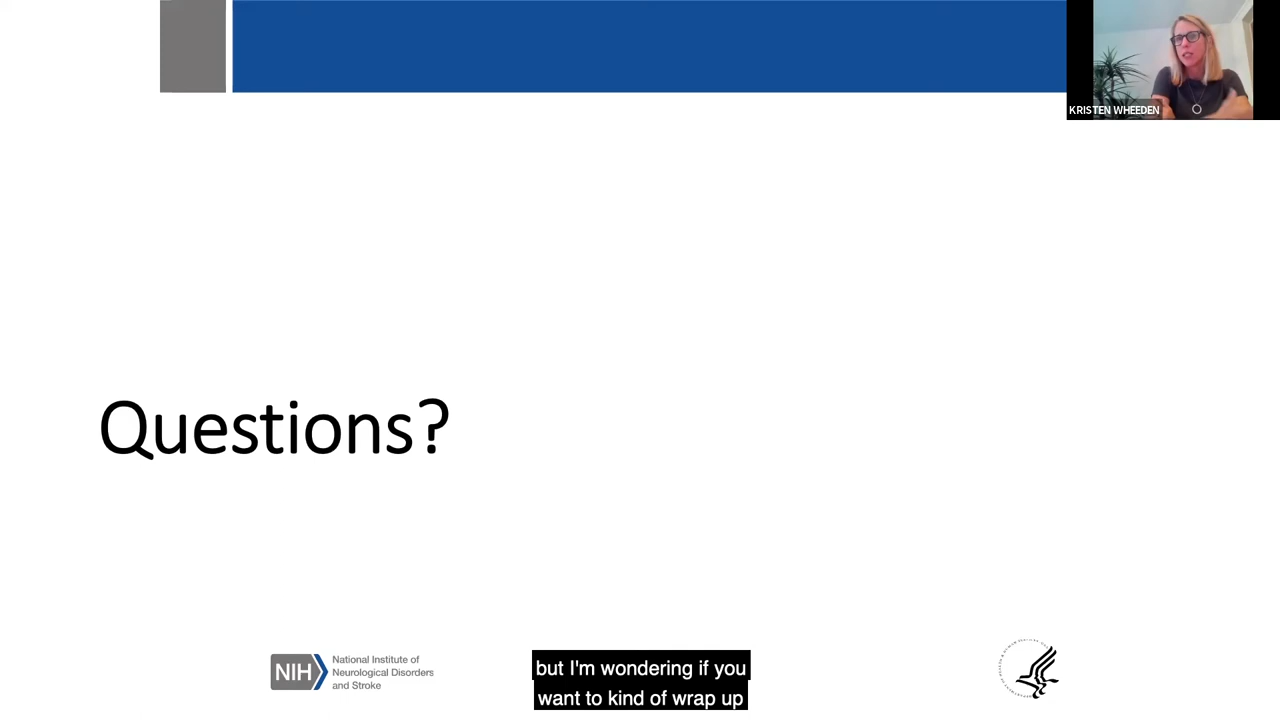 KRISTEN WHEEDEN
Questions?
NIH
National Institute of
Neurological Disorders
and Stroke
but I'm wondering if you
want to kind of wrap up